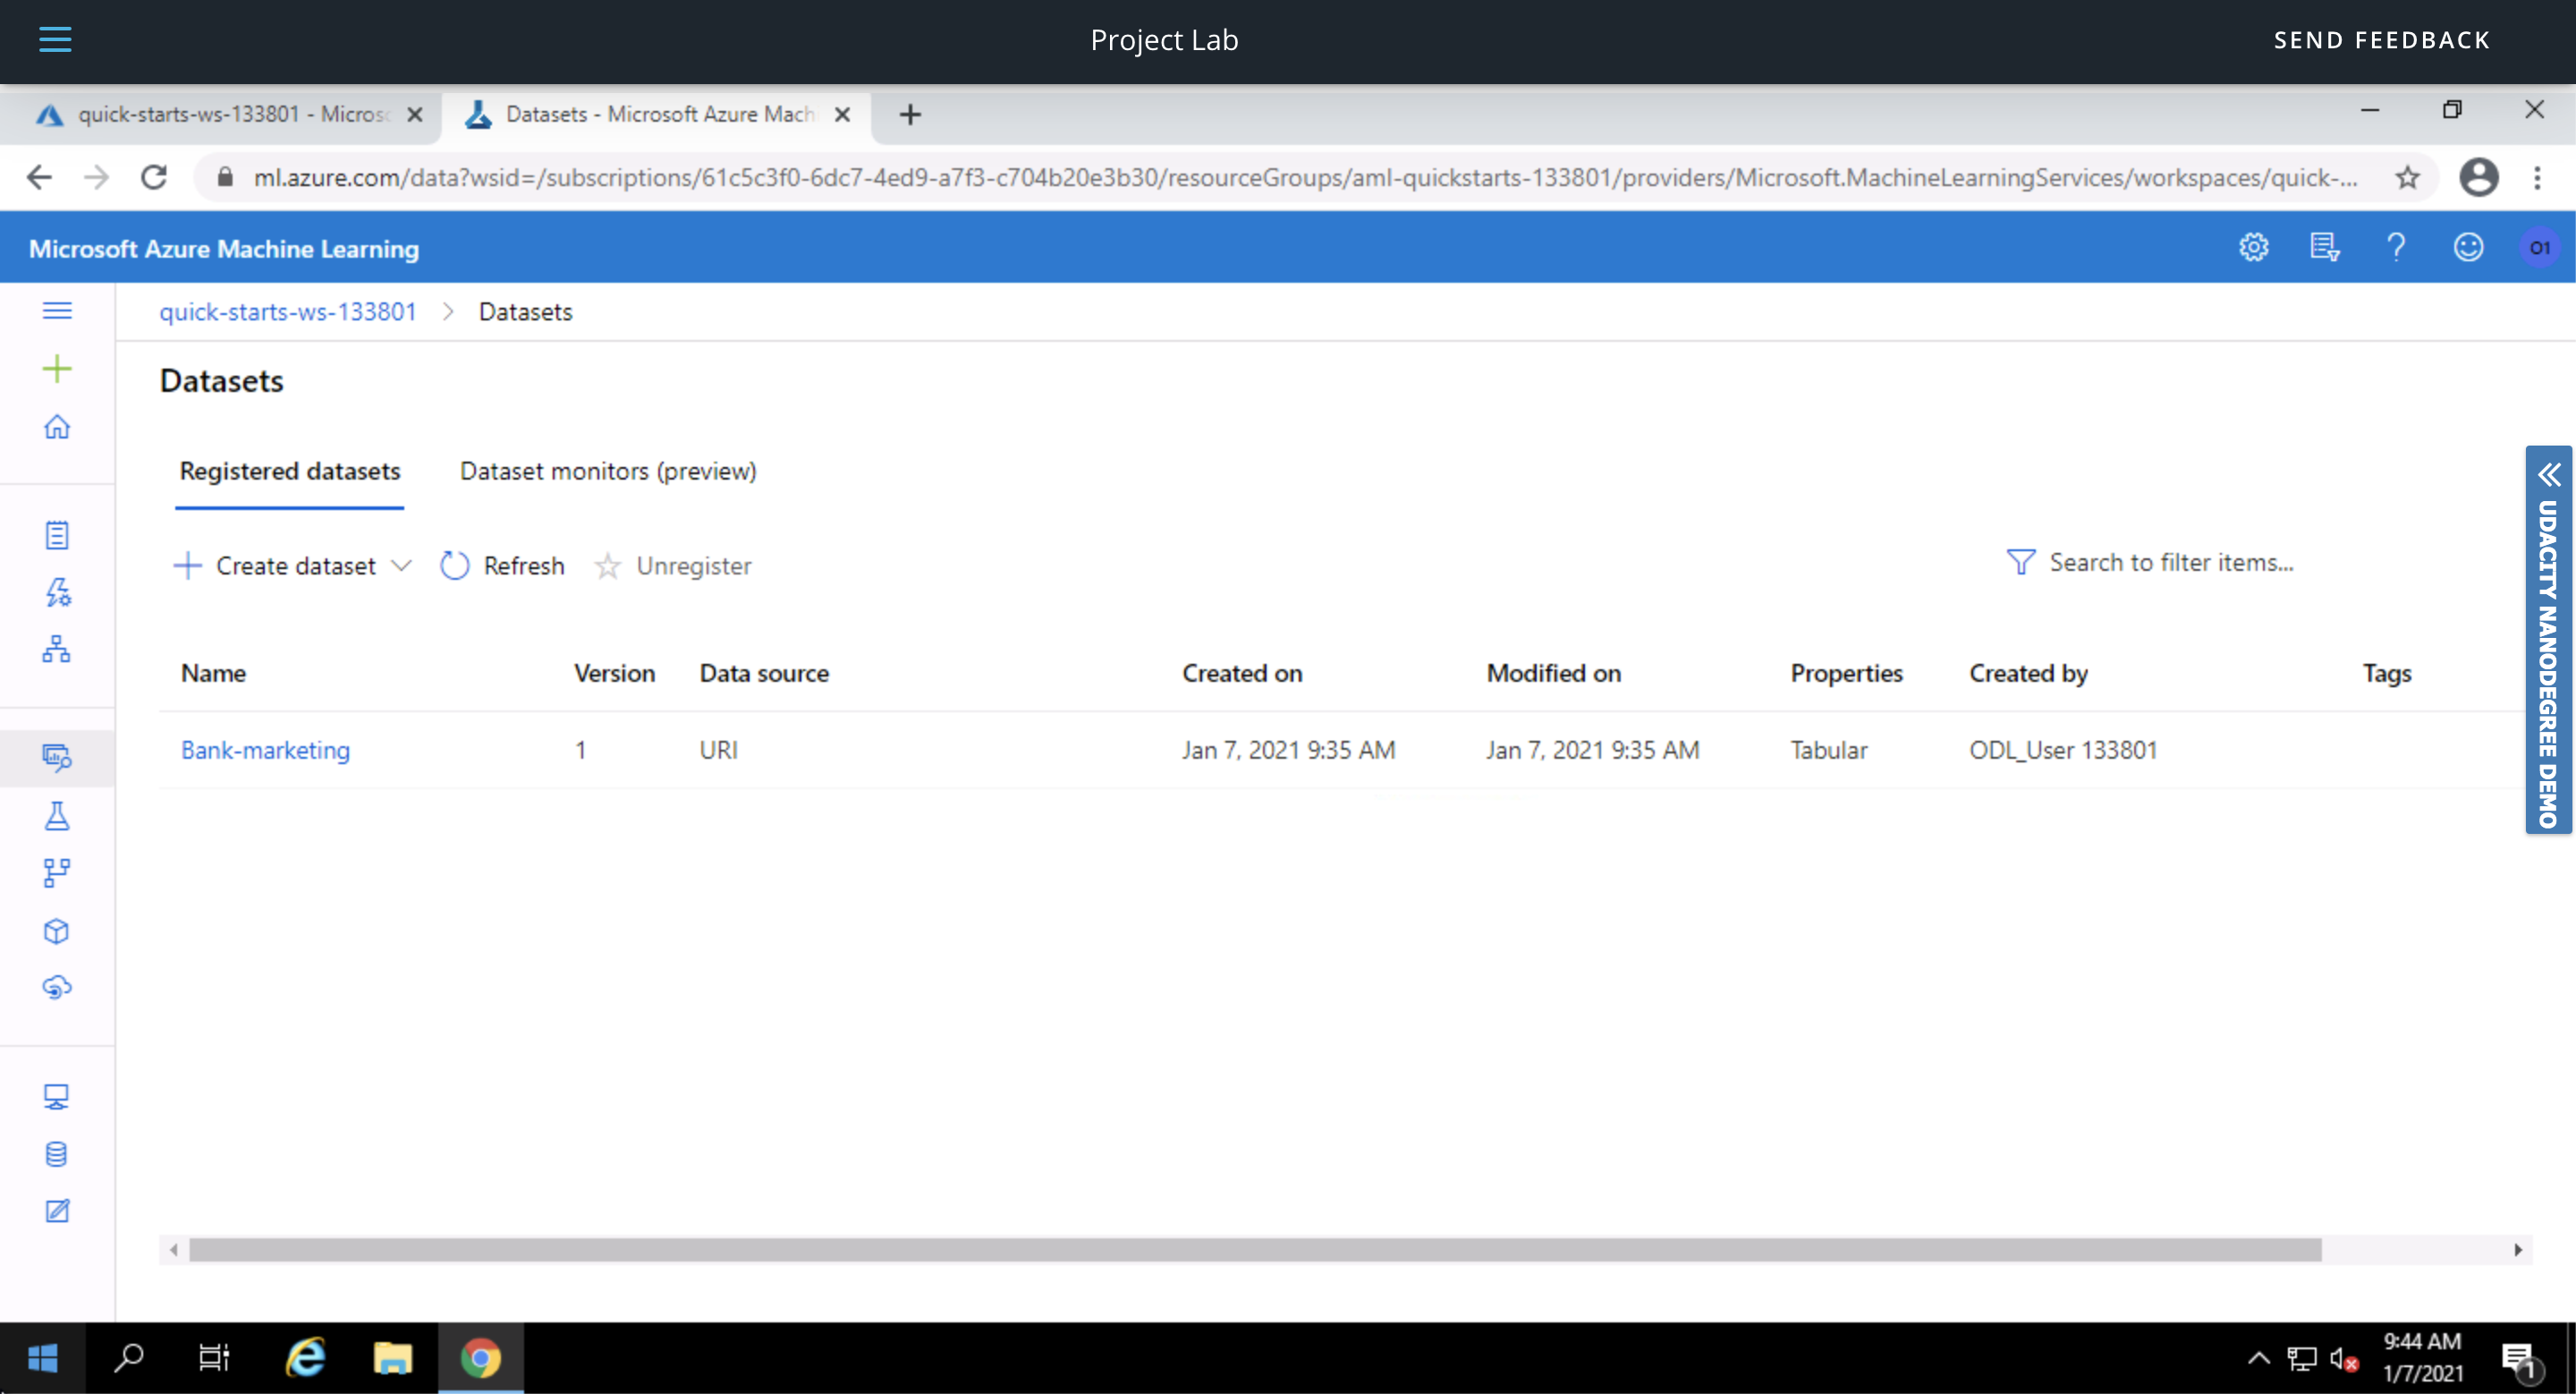 Project Lab
SEND FEEDBACK
quick-starts-ws-133801 - Microso
Datasets - Microsoft Azure Mach
ml.azure.com/data?wsid=/subscriptions/61c5c3f0-6dc7-4ed9-a7f3-c704b20e3b30/resourceGroups/aml-quickstarts-133801/providers/Microsoft.MachineLearningServices/workspaces/quick-...
Microsoft Azure Machine Learning
O1
quick-starts-ws-133801 > Datasets
Datasets
Registered datasets Dataset monitors (preview)
Create dataset Refresh Unregister Search to filter items...
Name Version Data source Created on Modified on Properties Created by Tags
Bank-marketing 1 URI Jan 7, 2021 9:35 AM Jan 7, 2021 9:35 AM Tabular ODL_User 133801
UDACITY NANODEGREE DEMO
9:44 AM
1/7/2021
1